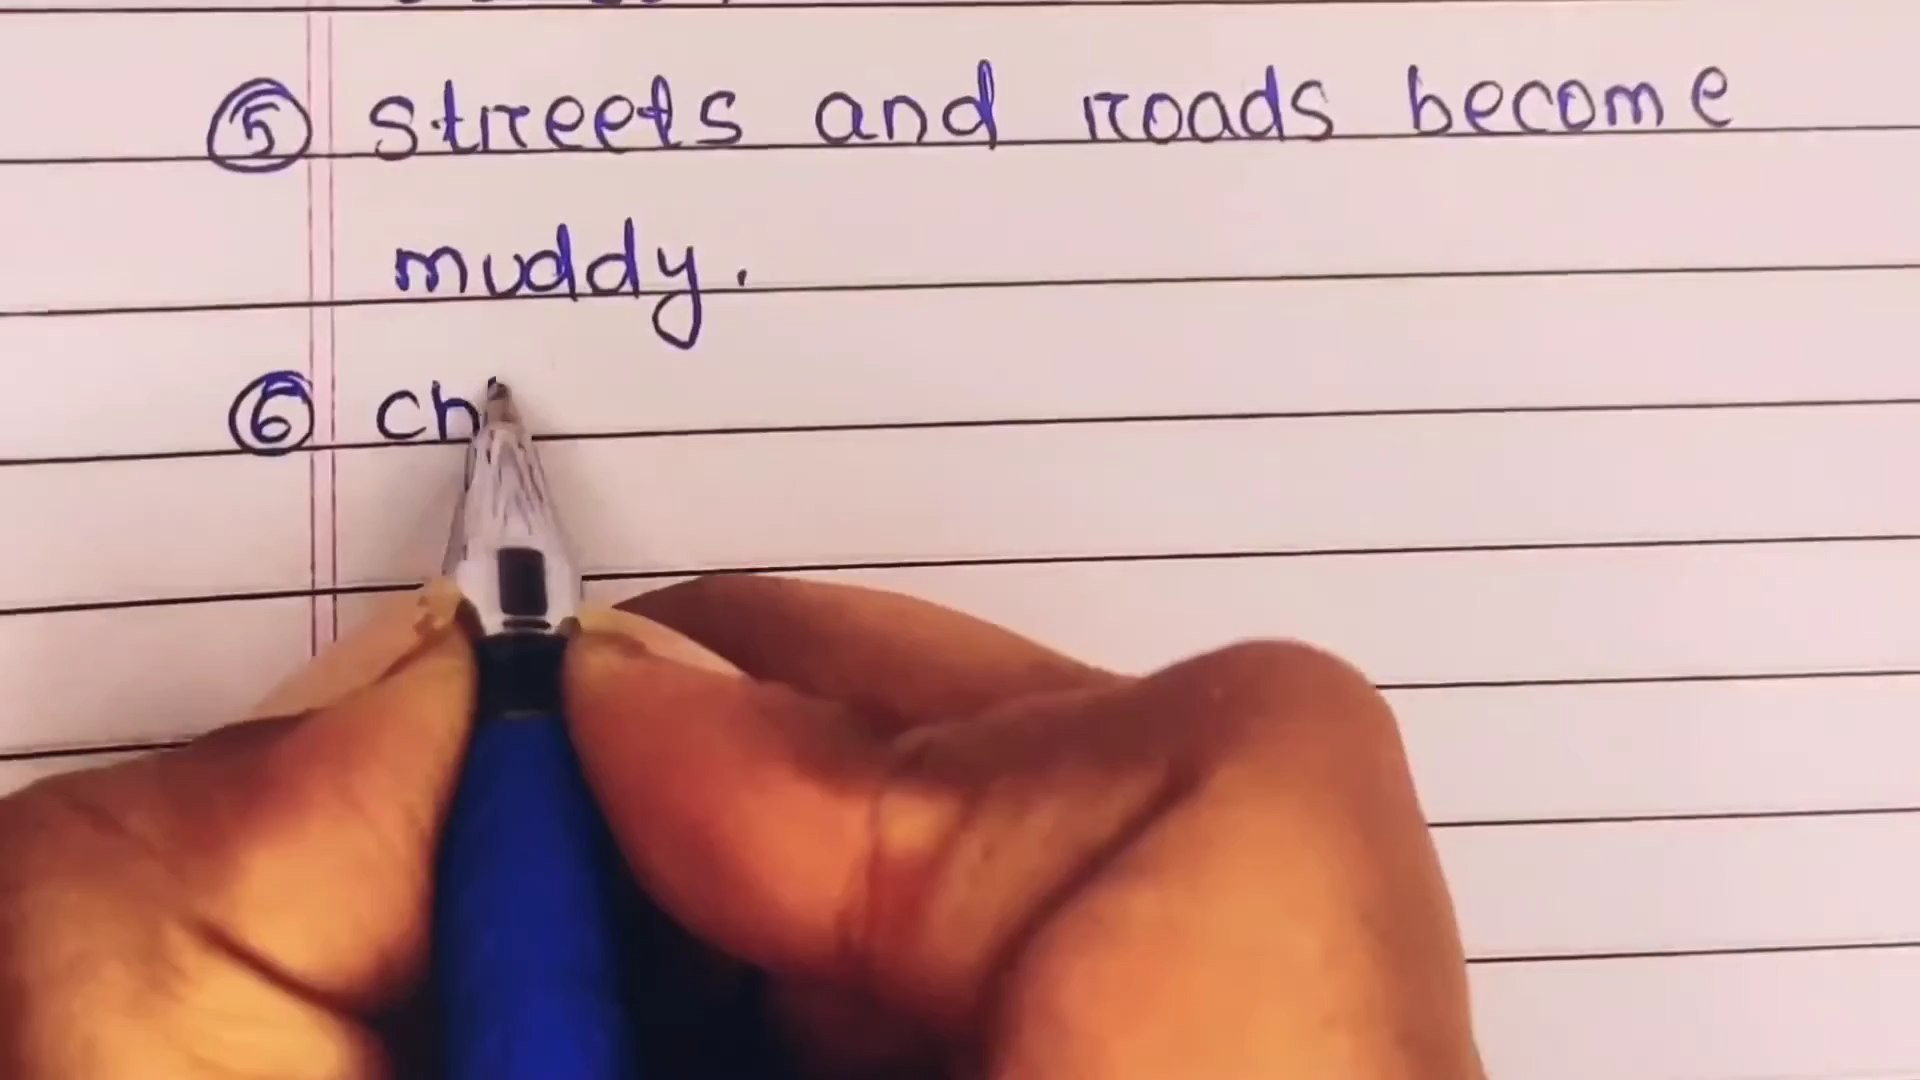 ⑤ streets and roads become
muddy.
⑥ ch